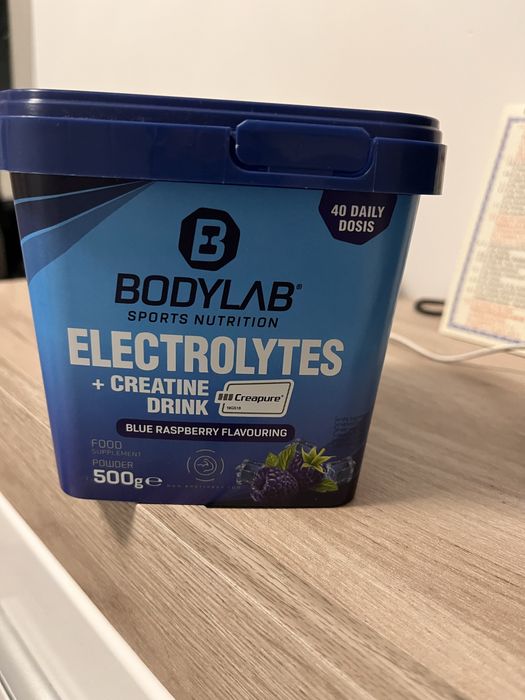 40 DAILY
DOSIS
BODYLAB®
SPORTS NUTRITION
ELECTROLYTES
+ CREATINE
DRINK
Creapure®
BLUE RASPBERRY FLAVOURING
FOOD
SUPPLEMENT
POWDER
500g e